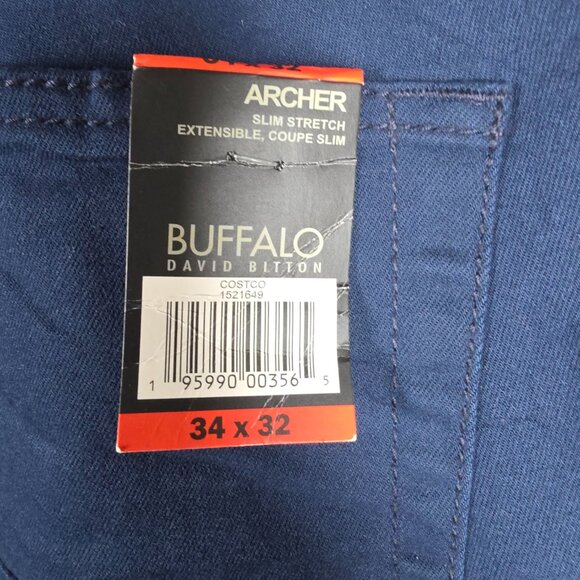 ARCHER
SLIM STRETCH
EXTENSIBLE, COUPE SLIM
BUFFALO
DAVID BITTON
COSTCO
1521649
1 95990 00356 5
34 x 32